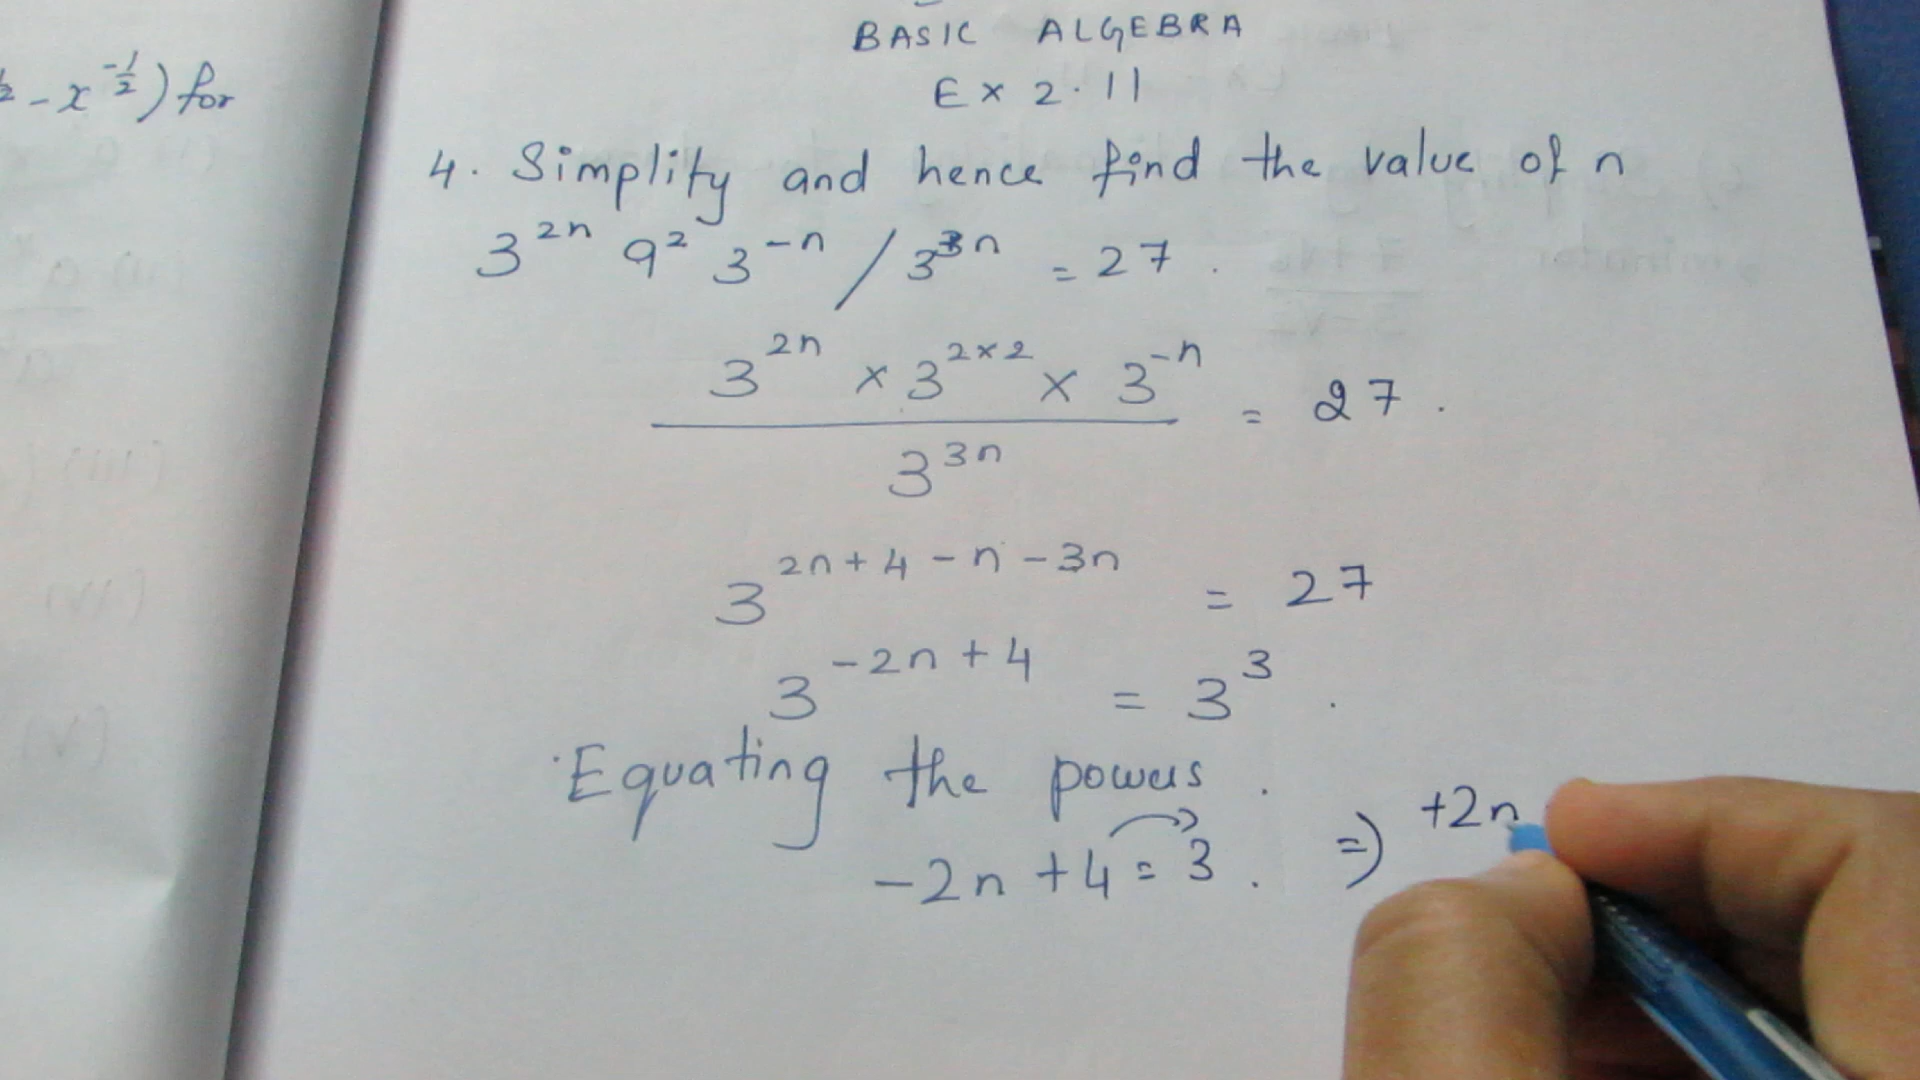 ½ - x^-½) for
BASIC ALGEBRA
Ex 2.11
4. Simplify and hence find the value of n
3^2n 9^2 3^-n / 3^3n = 27.
3^2n × 3^2×2 × 3^-n
3^3n
= 27.
3^2n+4-n-3n = 27
3^-2n+4 = 3^3.
Equating the powers.
-2n + 4 = 3. ⇒ +2n